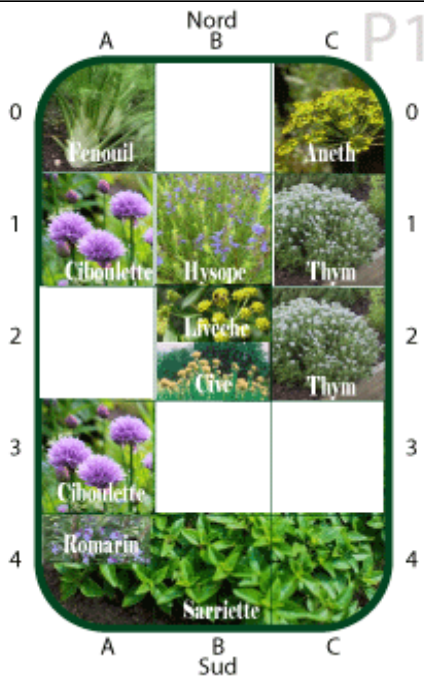 Nord
A B C P1
0 Fenouil Aneth 0
1 Ciboulette Hysope Thym 1
2 Livèche 2
Cive Thym
3 Ciboulette 3
Romarin
4 4
Sarriette
A B C
Sud